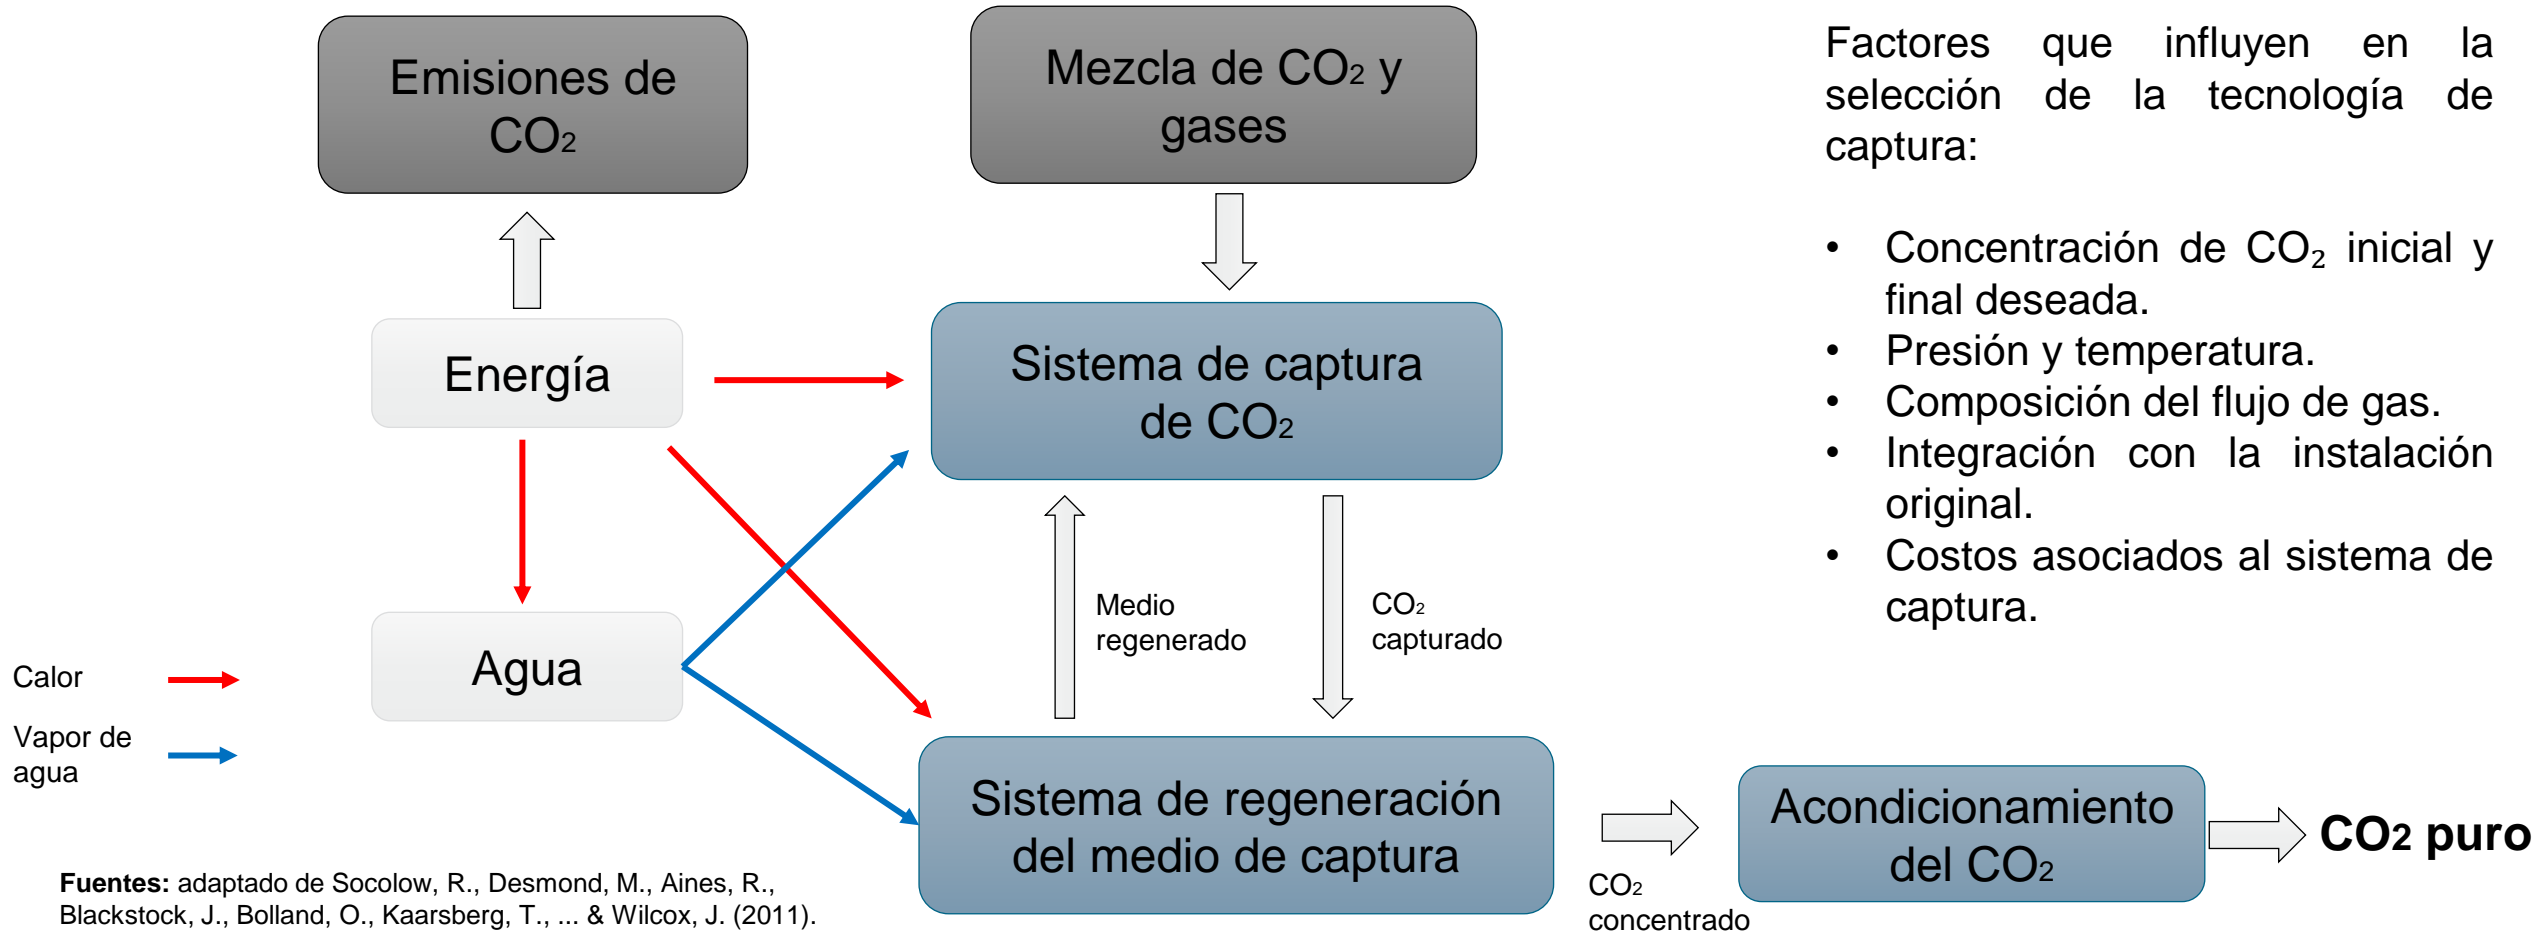 Emisiones de
CO₂
Mezcla de CO₂ y
gases
Energía
Sistema de captura
de CO₂
Agua
Medio
regenerado
CO₂
capturado
Calor
Vapor de
agua
Sistema de regeneración
del medio de captura
CO₂
concentrado
Acondicionamiento
del CO₂
CO2 puro
Factores que influyen en la
selección de la tecnología de
captura:
• Concentración de CO₂ inicial y
final deseada.
• Presión y temperatura.
• Composición del flujo de gas.
• Integración con la instalación
original.
• Costos asociados al sistema de
captura.
Fuentes: adaptado de Socolow, R., Desmond, M., Aines, R.,
Blackstock, J., Bolland, O., Kaarsberg, T., ... & Wilcox, J. (2011).